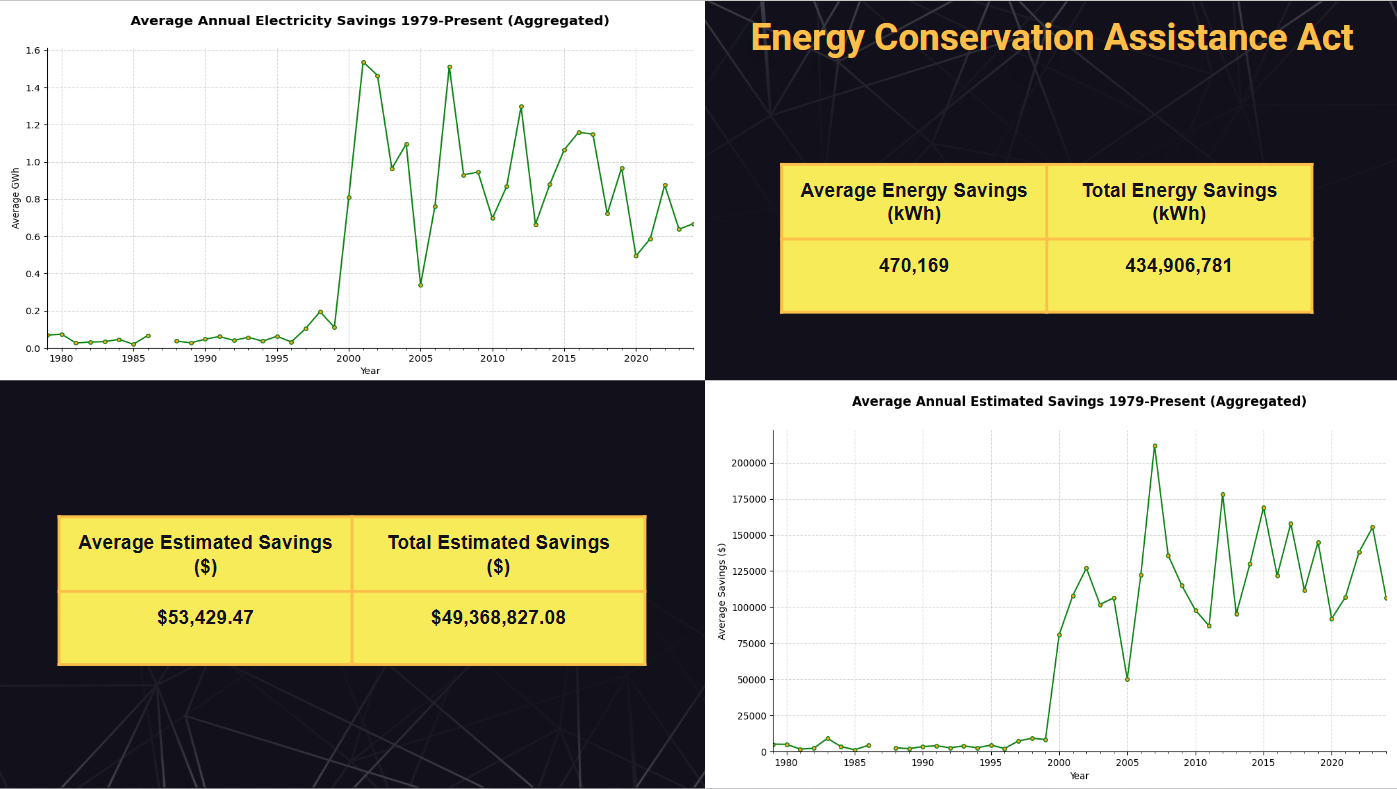 Average Annual Electricity Savings 1979-Present (Aggregated)
1.6
1.4
1.2
1.0
0.8
0.6
0.4
0.2
0.0
Average GWh
1980 1985 1990 1995 2000 2005 2010 2015 2020
Year
Energy Conservation Assistance Act
Average Energy Savings (kWh)
Total Energy Savings (kWh)
470,169
434,906,781
Average Estimated Savings ($)
Total Estimated Savings ($)
$53,429.47
$49,368,827.08
Average Annual Estimated Savings 1979-Present (Aggregated)
200000
175000
150000
125000
100000
75000
50000
25000
0
Average Savings ($)
1980 1985 1990 1995 2000 2005 2010 2015 2020
Year